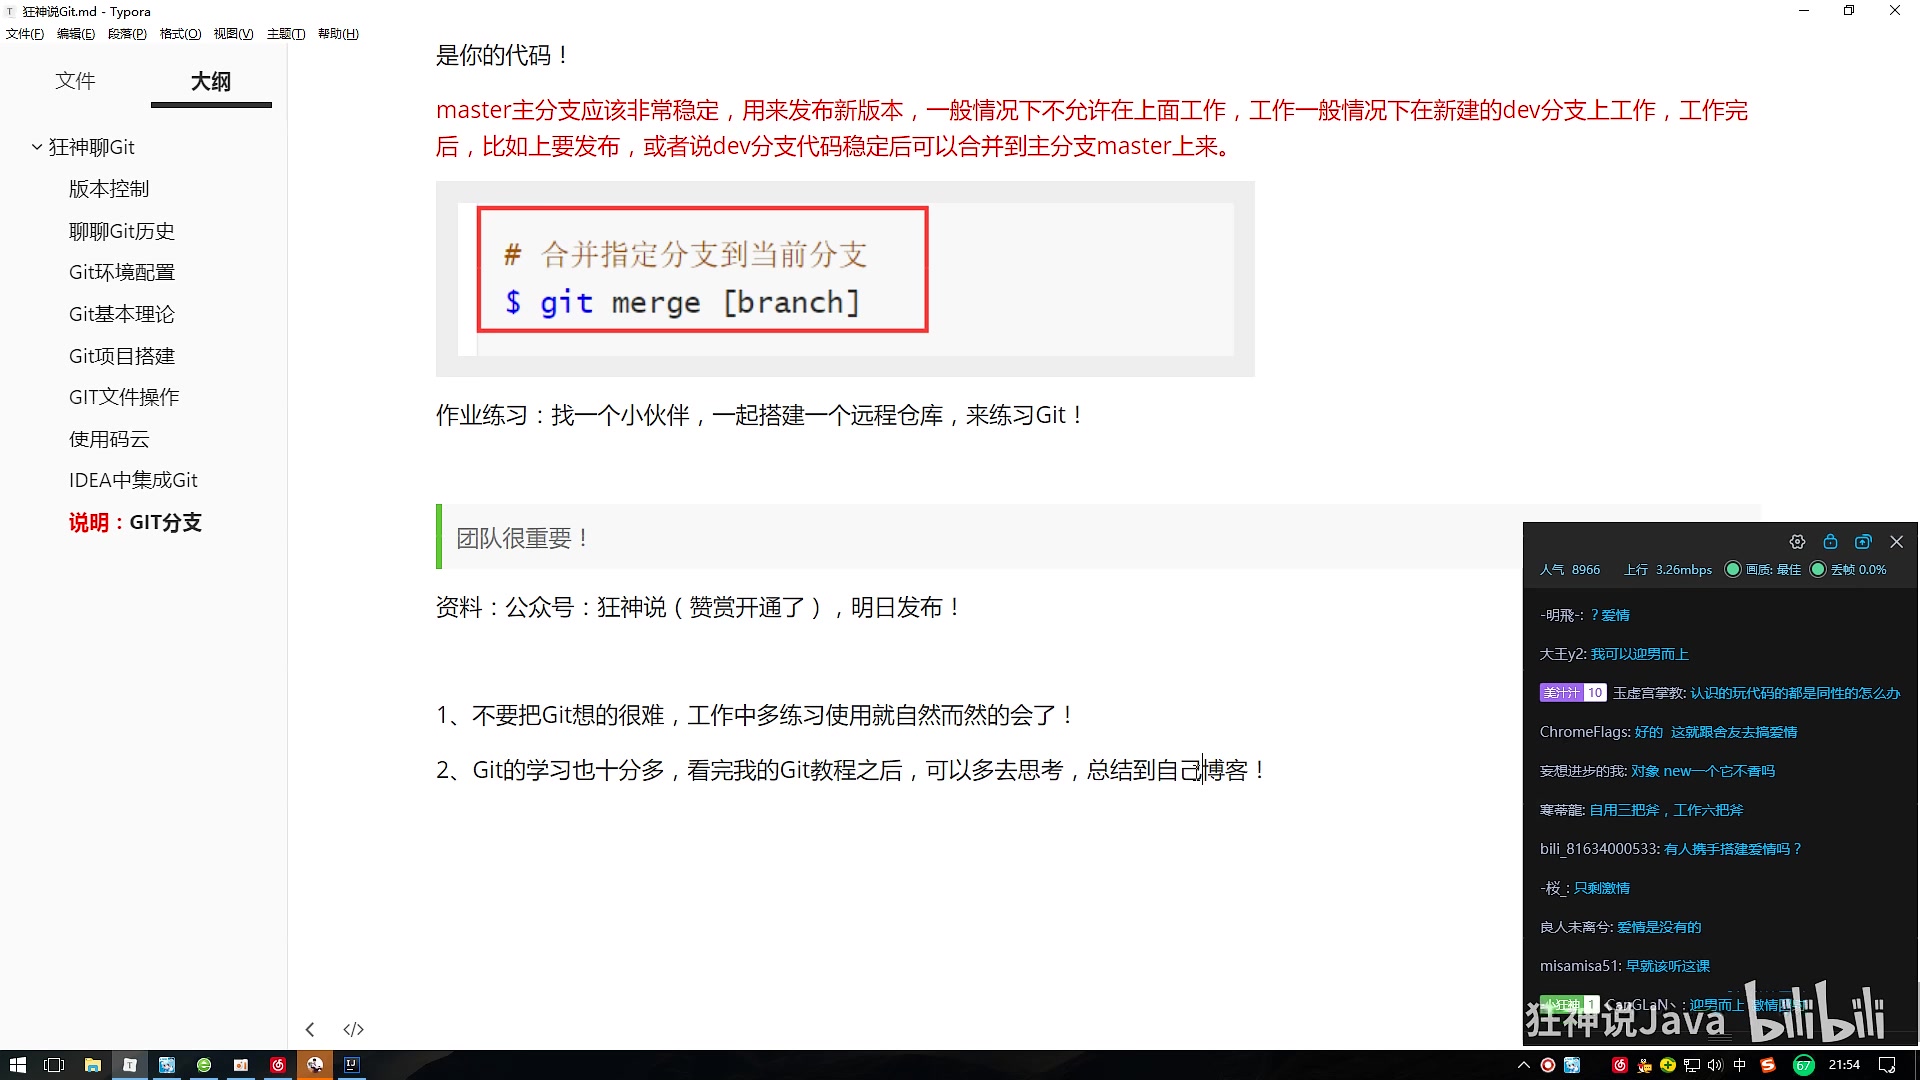 狂神说Git.md - Typora
文件(F) 编辑(E) 段落(P) 格式(O) 视图(V) 主题(T) 帮助(H)
文件 大纲
狂神聊Git
版本控制
聊聊Git历史
Git环境配置
Git基本理论
Git项目搭建
GIT文件操作
使用码云
IDEA中集成Git
说明：GIT分支
是你的代码！
master主分支应该非常稳定，用来发布新版本，一般情况下不允许在上面工作，工作一般情况下在新建的dev分支上工作，工作完
后，比如上要发布，或者说dev分支代码稳定后可以合并到主分支master上来。
# 合并指定分支到当前分支
$ git merge [branch]
作业练习：找一个小伙伴，一起搭建一个远程仓库，来练习Git！
团队很重要！
资料：公众号：狂神说（赞赏开通了），明日发布！
1、不要把Git想的很难，工作中多练习使用就自然而然的会了！
2、Git的学习也十分多，看完我的Git教程之后，可以多去思考，总结到自己博客！
人气 8966 上行 3.26mbps 画质: 最佳 丢帧 0.0%
-明飛-: ？爱情
大王y2: 我可以迎男而上
美汁汁 10 玉虚宫掌教: 认识的玩代码的都是同性的怎么办
ChromeFlags: 好的 这就跟舍友去搞爱情
妄想进步的我: 对象 new一个它不香吗
寒蒂龍: 自用三把斧，工作六把斧
bili_81634000533: 有人携手搭建爱情吗？
-桜_: 只剩激情
良人未离兮: 爱情是没有的
misamisa51: 早就该听这课
小狂神 1 CanGLaN丶: 迎男而上 激情四射
狂神说Java bilibili
中 67 21:54